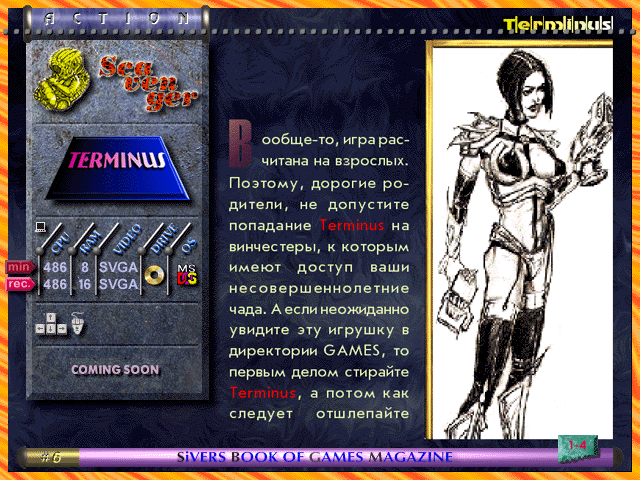 ACTION
Terminus
Scavenger
TERMINUS
CPU RAM VIDEO DRIVE OS
min 486 8 SVGA MS
rec. 486 16 SVGA DOS
COMING SOON
Вообще-то, игра рас-
читана на взрослых.
Поэтому, дорогие ро-
дители, не допустите
попадание Terminus на
винчестеры, к которым
имеют доступ ваши
несовершеннолетние
чада. А если неожиданно
увидите эту игрушку в
директории GAMES, то
первым делом стирайте
Terminus, а потом как
следует отшлепайте
#6
SIVERS BOOK OF GAMES MAGAZINE
1-4